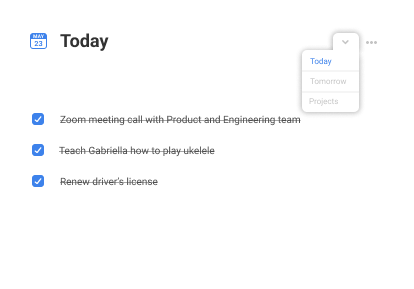 MAY
23
Today
Today
Tomorrow
Projects
Zoom meeting call with Product and Engineering team
Teach Gabriella how to play ukelele
Renew driver's license